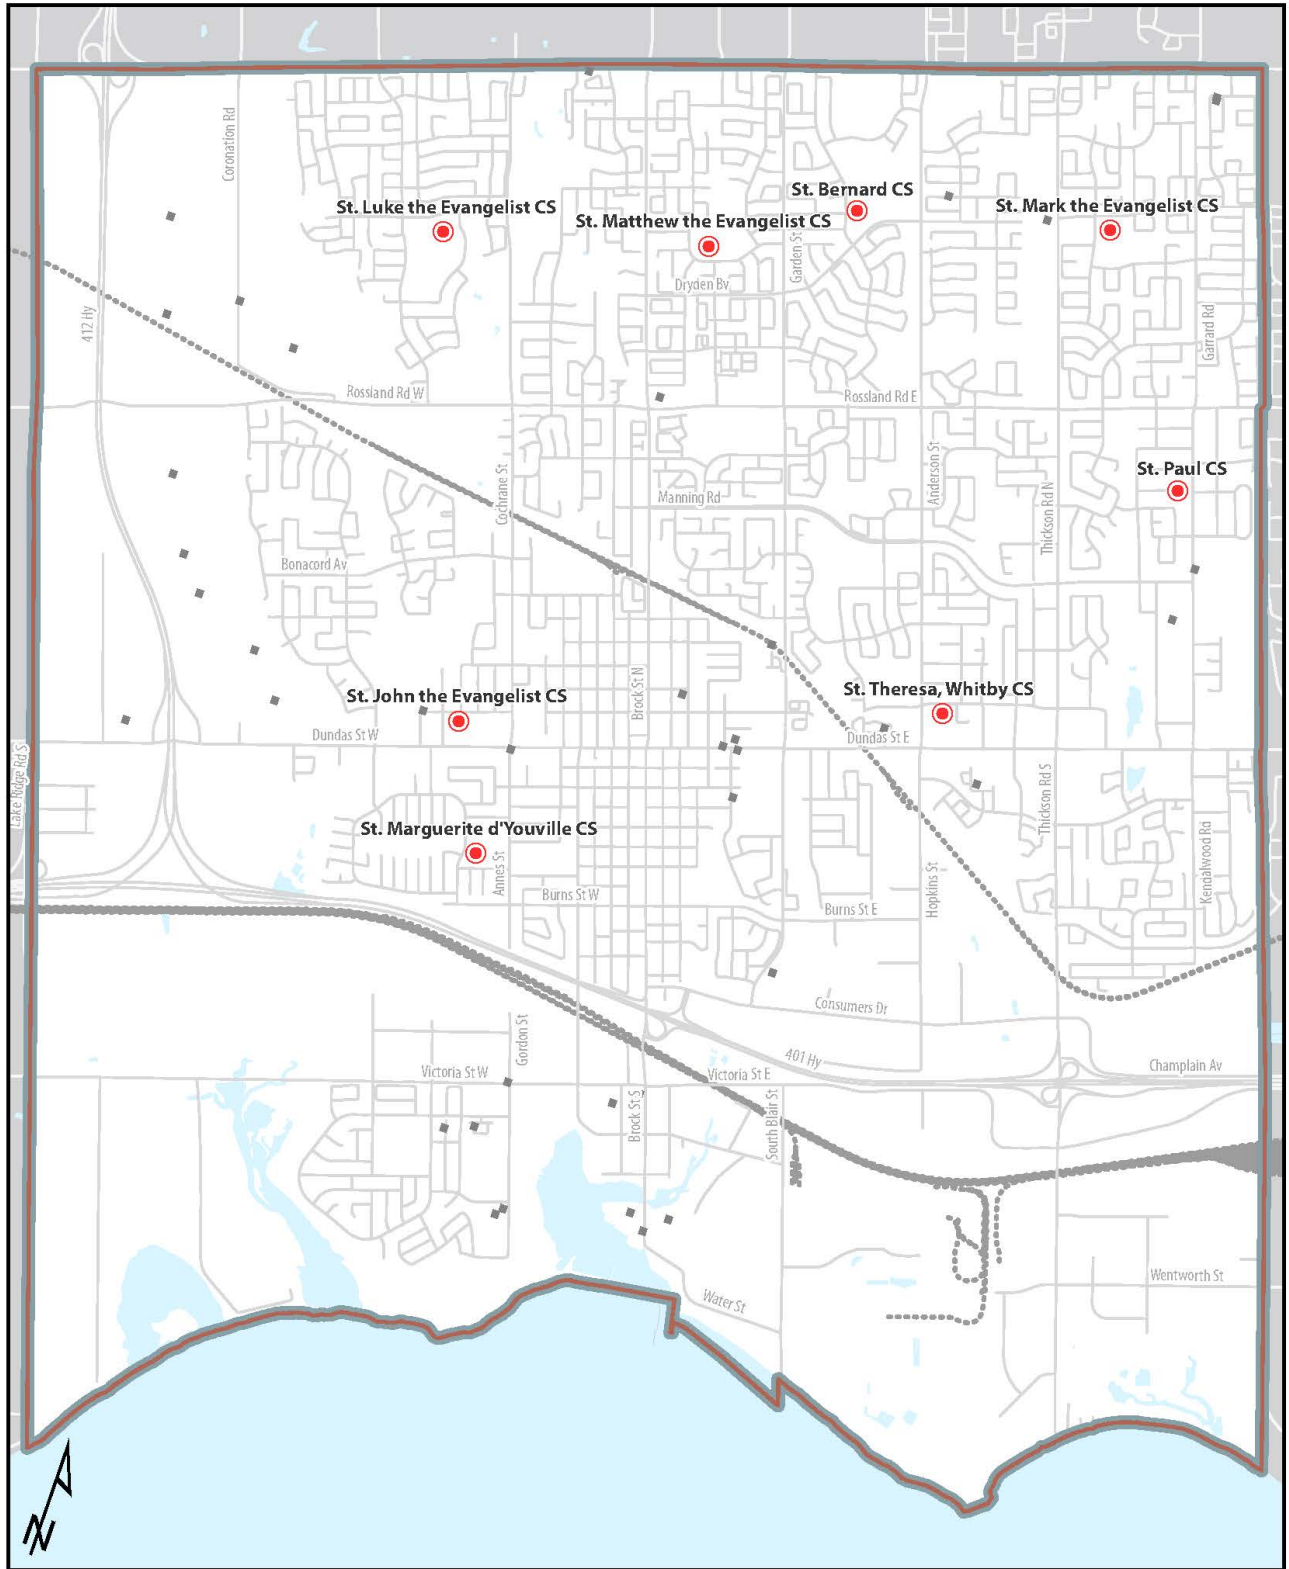 Coronation Rd
St. Bernard CS
St. Luke the Evangelist CS
St. Matthew the Evangelist CS
St. Mark the Evangelist CS
Garden St
Dryden Bv
412 Hy
Garrard Rd
Rossland Rd W
Rossland Rd E
St. Paul CS
Cochrane St
Manning Rd
Anderson St
Thickson Rd N
Bonacord Av
Brock St N
St. John the Evangelist CS
St. Theresa, Whitby CS
Dundas St W
Dundas St E
Lake Ridge Rd S
Thickson Rd S
St. Marguerite d'Youville CS
Annes St
Kendalwood Rd
Burns St W
Burns St E
Hopkins St
Consumers Dr
Gordon St
401 Hy
Victoria St W
Victoria St E
Champlain Av
Brock St S
South Blair St
Wentworth St
Water St
N